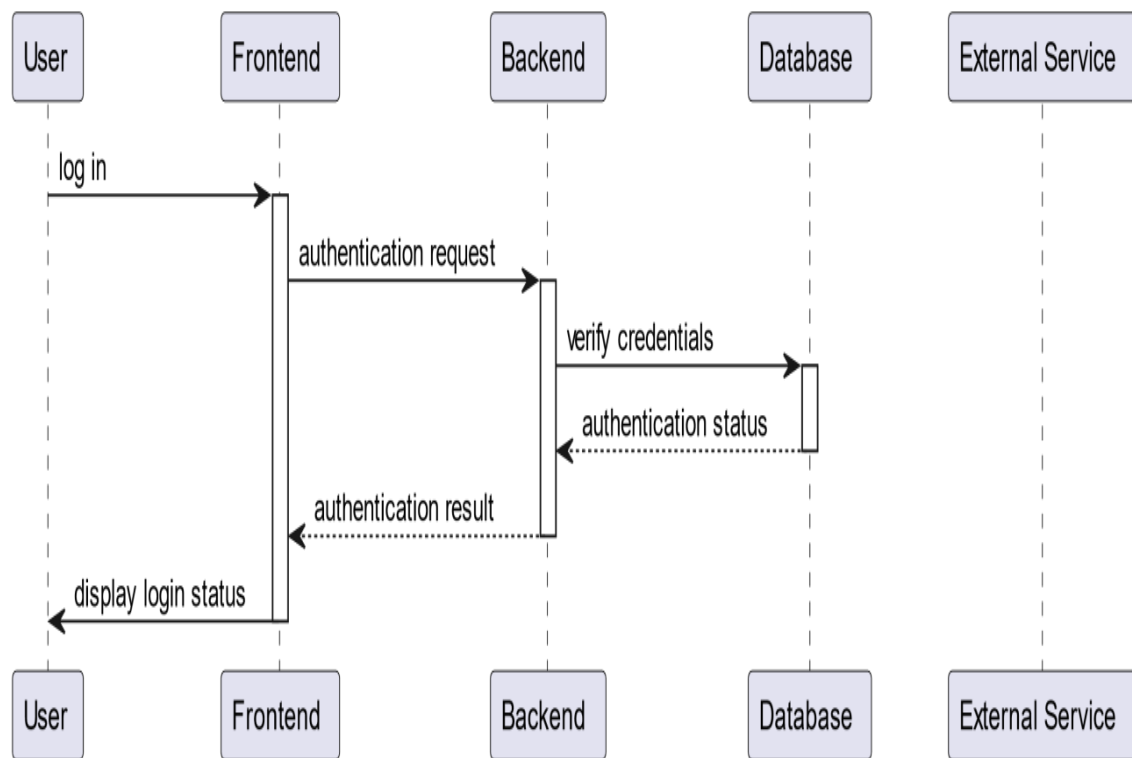 User
Frontend
Backend
Database
External Service
log in
authentication request
verify credentials
authentication status
authentication result
display login status
User
Frontend
Backend
Database
External Service